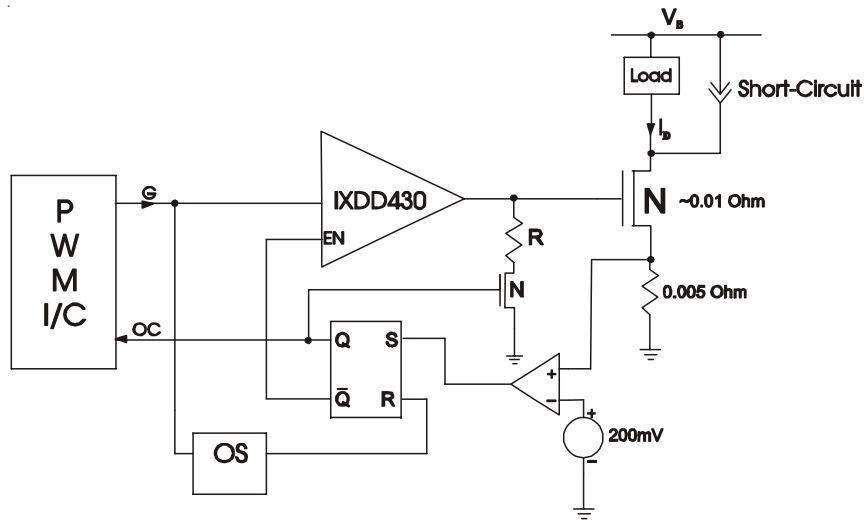 V_B
Load
Short-Circuit
I_D
G
IXDD430
EN
P
W
M
I/C
R
N
N
~0.01 Ohm
0.005 Ohm
OC
Q
S
Q̅
R
+
−
+
−
200mV
OS